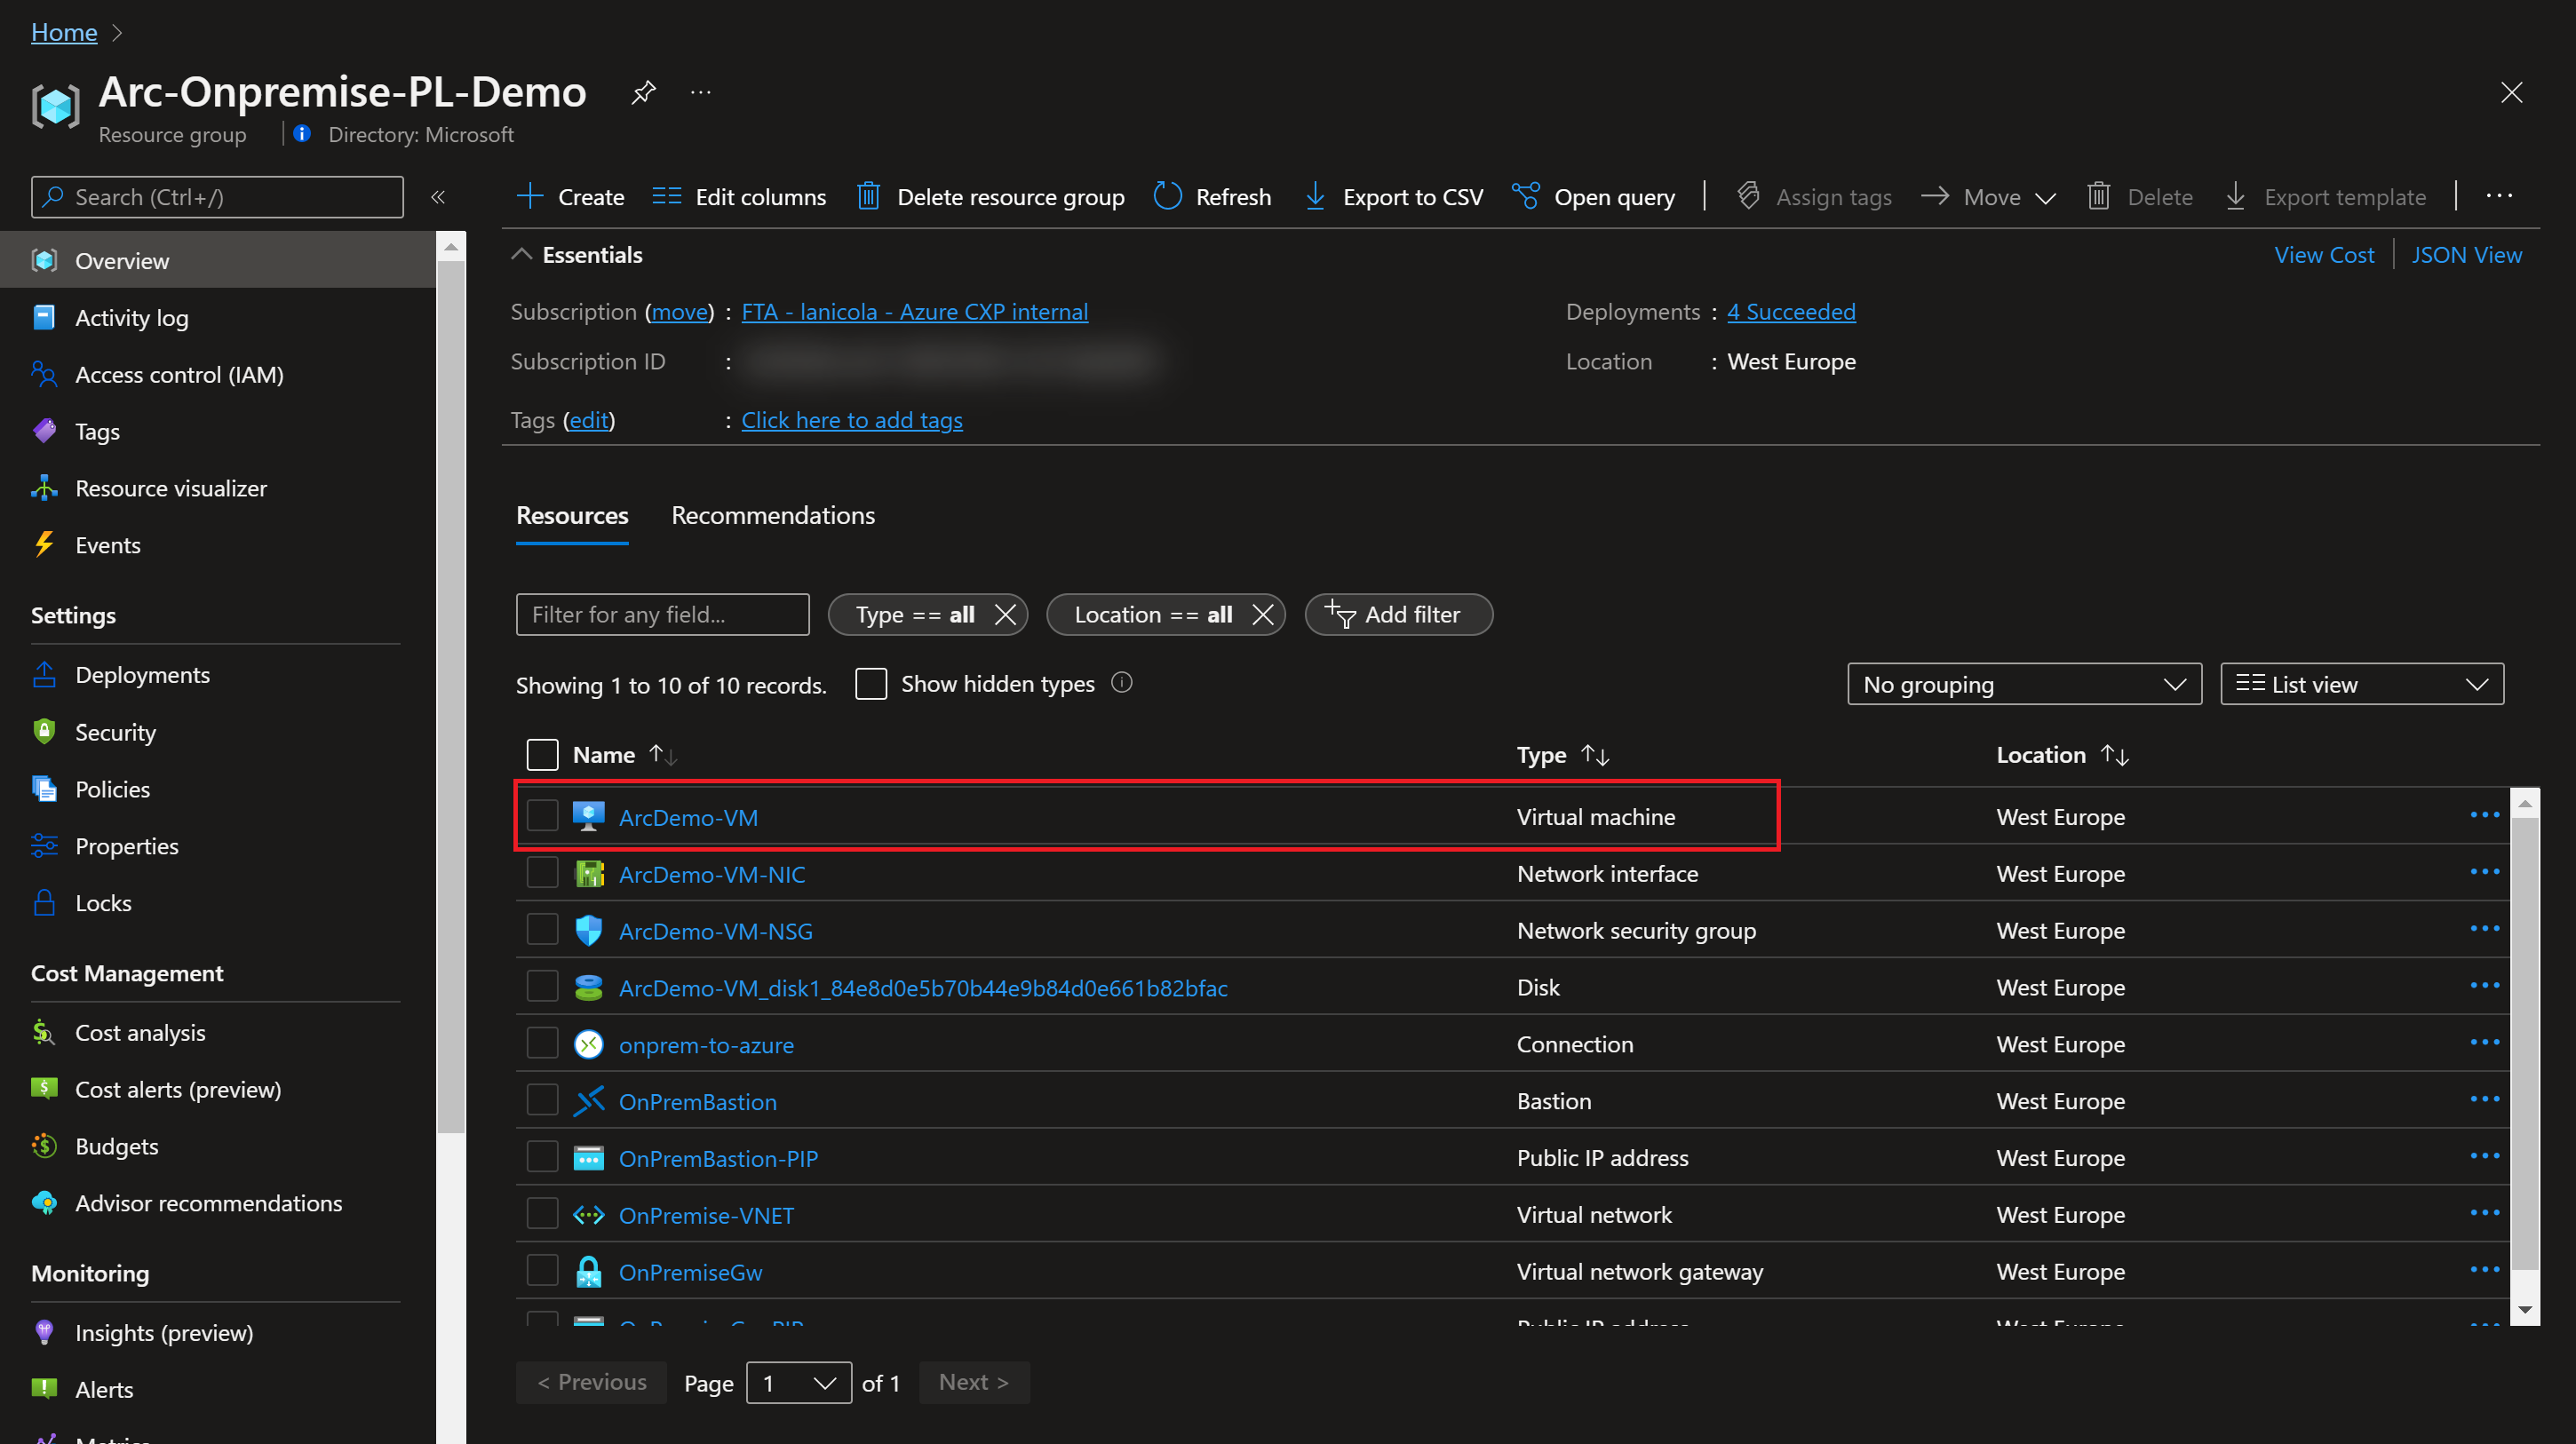 Home >
Arc-Onpremise-PL-Demo ...
Resource group | Directory: Microsoft
Search (Ctrl+/) «
Overview
Activity log
Access control (IAM)
Tags
Resource visualizer
Events
Settings
Deployments
Security
Policies
Properties
Locks
Cost Management
Cost analysis
Cost alerts (preview)
Budgets
Advisor recommendations
Monitoring
Insights (preview)
Alerts
Metrics
Create Edit columns Delete resource group Refresh Export to CSV Open query | Assign tags Move Delete Export template | ...
Essentials View Cost | JSON View
Subscription (move) : FTA - lanicola - Azure CXP internal Deployments : 4 Succeeded
Subscription ID : Location : West Europe
Tags (edit) : Click here to add tags
Resources Recommendations
Filter for any field... Type == all Location == all Add filter
Showing 1 to 10 of 10 records. Show hidden types No grouping List view
Name Type Location
ArcDemo-VM Virtual machine West Europe ...
ArcDemo-VM-NIC Network interface West Europe ...
ArcDemo-VM-NSG Network security group West Europe ...
ArcDemo-VM_disk1_84e8d0e5b70b44e9b84d0e661b82bfac Disk West Europe ...
onprem-to-azure Connection West Europe ...
OnPremBastion Bastion West Europe ...
OnPremBastion-PIP Public IP address West Europe ...
OnPremise-VNET Virtual network West Europe ...
OnPremiseGw Virtual network gateway West Europe ...
Public IP address West Europe ...
< Previous Page 1 of 1 Next >